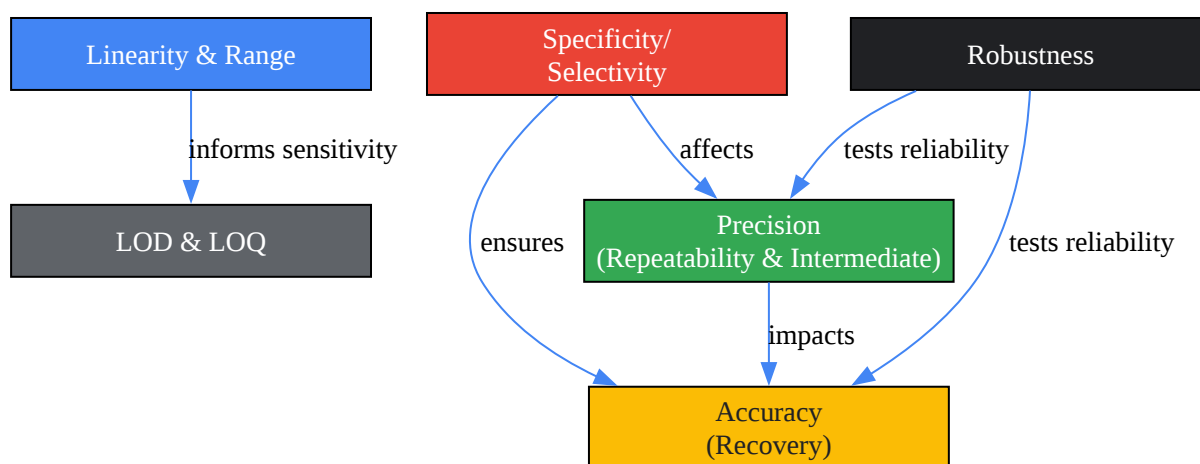 Linearity & Range
Specificity/
Selectivity
Robustness
informs sensitivity
affects
tests reliability
LOD & LOQ
ensures
Precision
(Repeatability & Intermediate)
tests reliability
impacts
Accuracy
(Recovery)